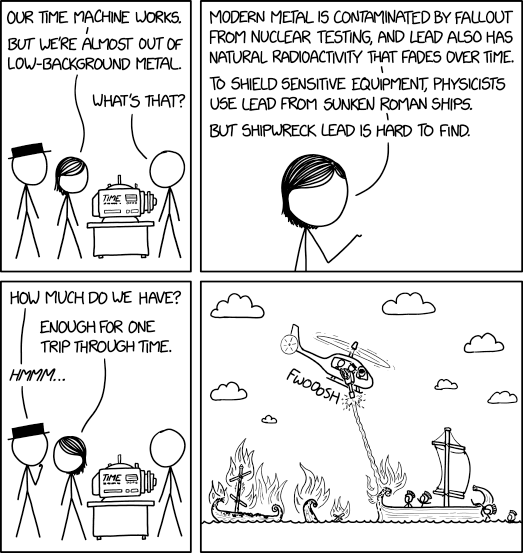 OUR TIME MACHINE WORKS.
BUT WE'RE ALMOST OUT OF
LOW-BACKGROUND METAL.
WHAT'S THAT?
TIME
MODERN METAL IS CONTAMINATED BY FALLOUT
FROM NUCLEAR TESTING, AND LEAD ALSO HAS
NATURAL RADIOACTIVITY THAT FADES OVER TIME.
TO SHIELD SENSITIVE EQUIPMENT, PHYSICISTS
USE LEAD FROM SUNKEN ROMAN SHIPS.
BUT SHIPWRECK LEAD IS HARD TO FIND.
HOW MUCH DO WE HAVE?
ENOUGH FOR ONE
TRIP THROUGH TIME.
HMMM...
TIME
FWOOOSH